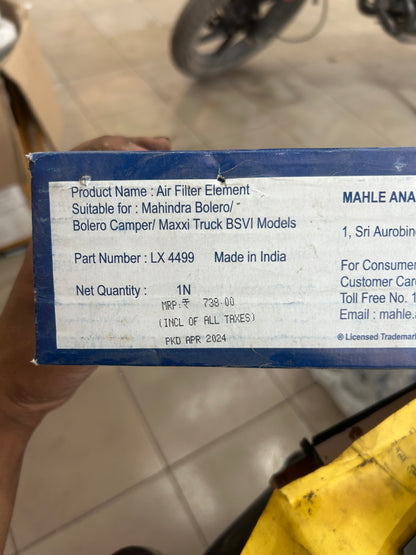 Product Name : Air Filter Element
Suitable for : Mahindra Bolero/
Bolero Camper/ Maxxi Truck BSVI Models
Part Number : LX 4499 Made in India
Net Quantity : 1N
MRP:₹ 738.00
(INCL OF ALL TAXES)
PKD APR 2024
MAHLE ANA
1, Sri Aurobin
For Consumer
Customer Care
Toll Free No. 1
Email : mahle.a
® Licensed Trademar